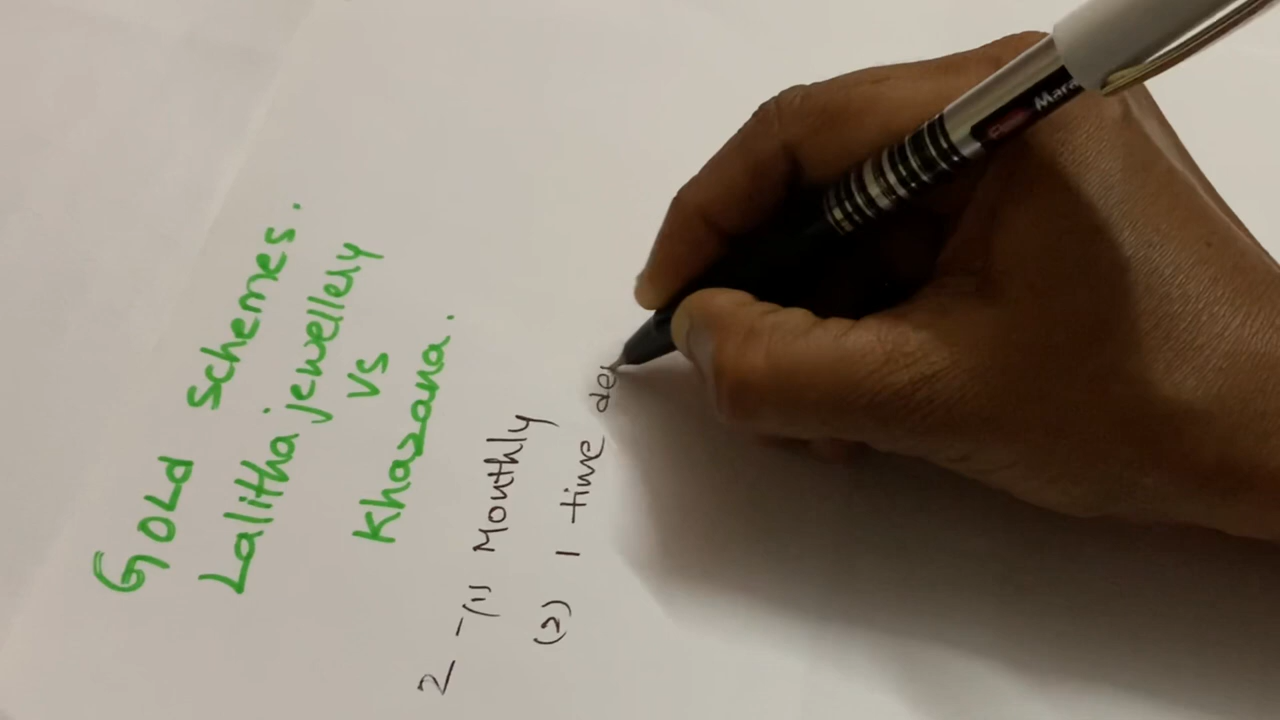 GOLD schemes.
Lalitha jewellery
vs
Khazana.
2 - (1) Monthly
(2) 1 time de